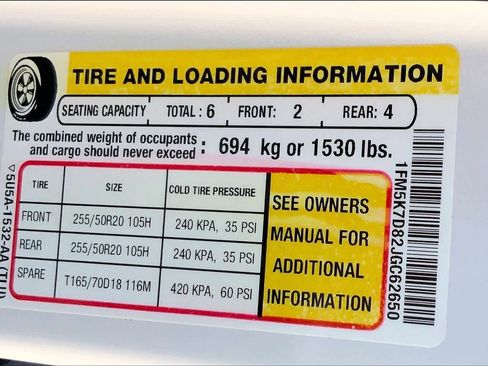 TIRE AND LOADING INFORMATION
SEATING CAPACITY TOTAL : 6 FRONT: 2 REAR: 4
The combined weight of occupants
and cargo should never exceed : 694 kg or 1530 lbs.
TIRE SIZE COLD TIRE PRESSURE
FRONT 255/50R20 105H 240 KPA, 35 PSI
REAR 255/50R20 105H 240 KPA, 35 PSI
SPARE T165/70D18 116M 420 KPA, 60 PSI
SEE OWNERS
MANUAL FOR
ADDITIONAL
INFORMATION
1FM5K7D82JGC62650
5U5A-1532-AA